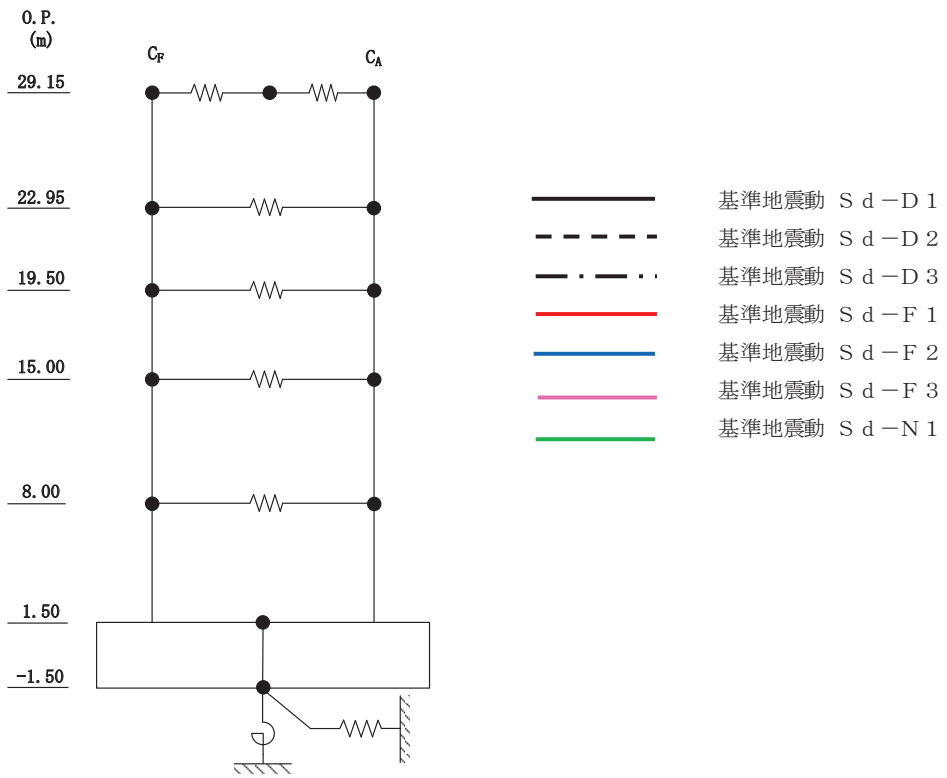 O.P.
(m)
C_F
C_A
29.15
22.95
19.50
15.00
8.00
1.50
-1.50
基準地震動 Ｓｄ－Ｄ１
基準地震動 Ｓｄ－Ｄ２
基準地震動 Ｓｄ－Ｄ３
基準地震動 Ｓｄ－Ｆ１
基準地震動 Ｓｄ－Ｆ２
基準地震動 Ｓｄ－Ｆ３
基準地震動 Ｓｄ－Ｎ１